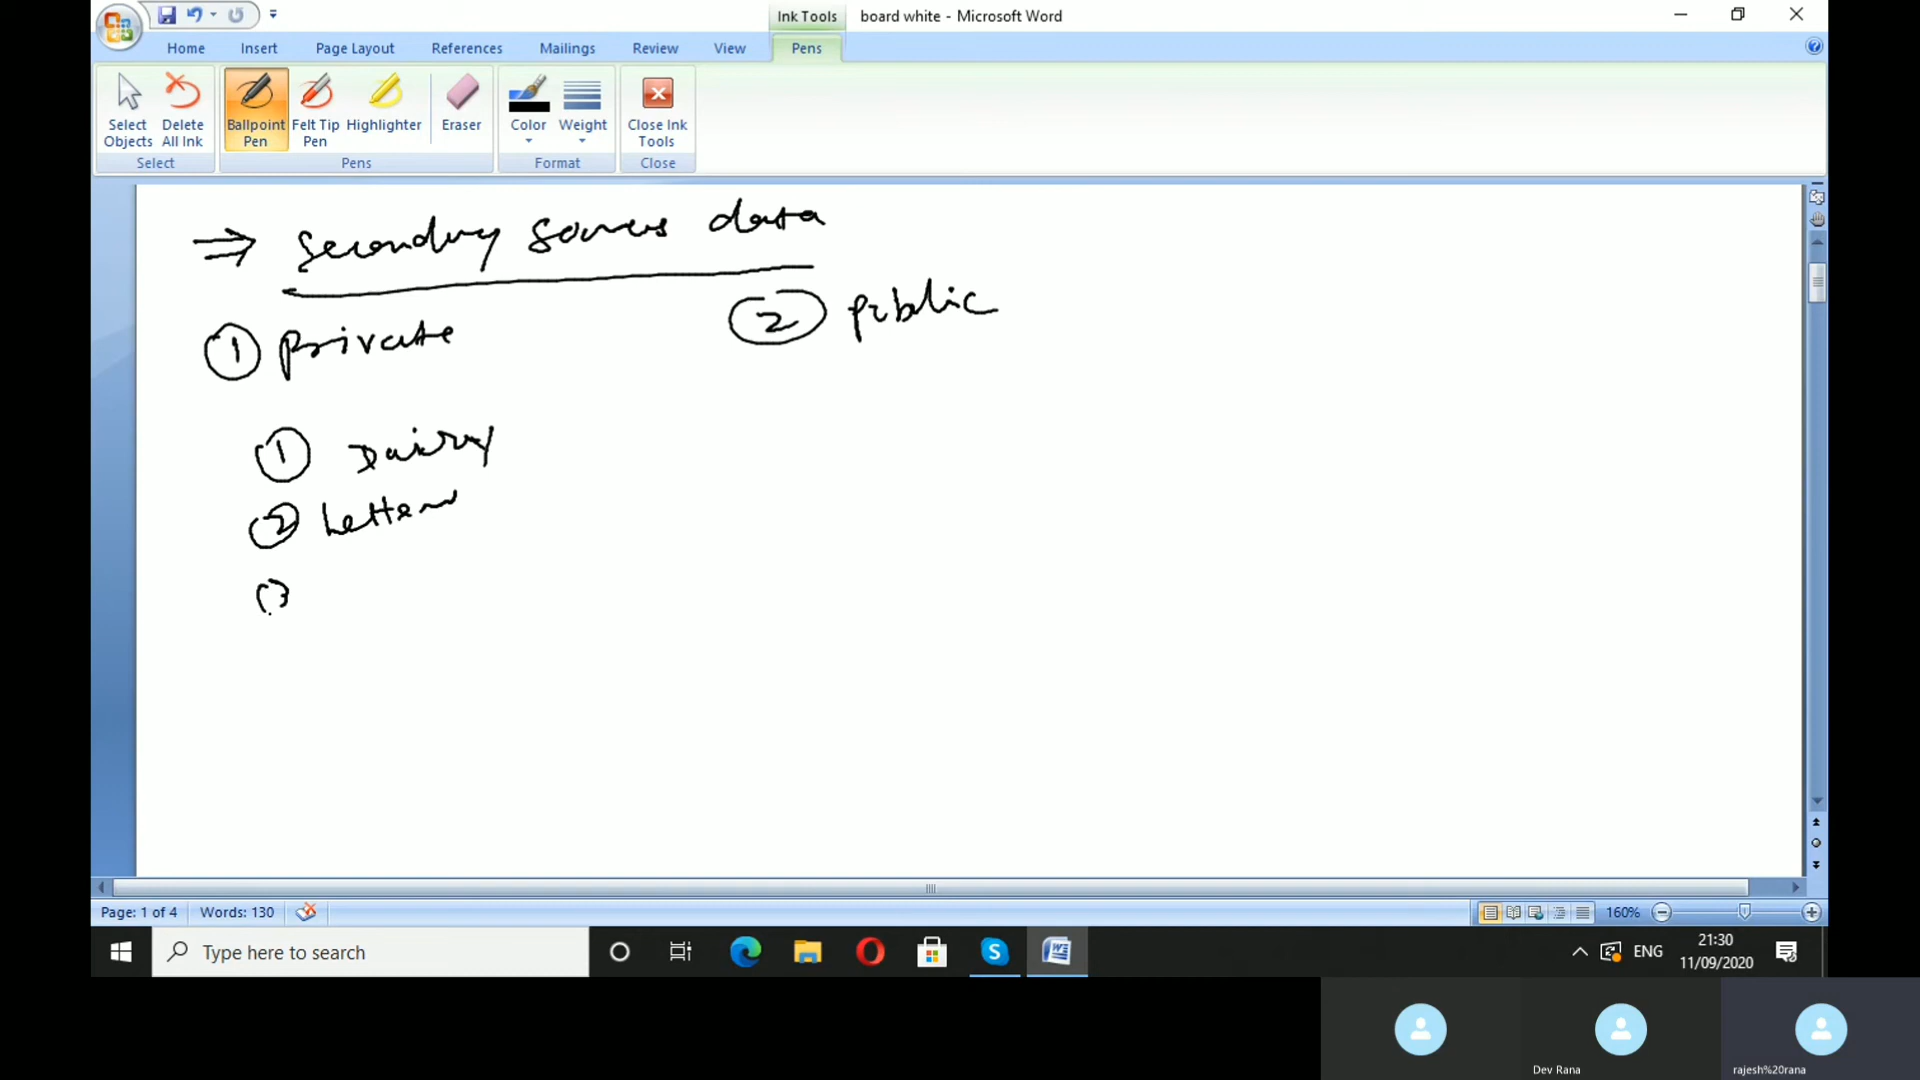 Ink Tools board white - Microsoft Word
Home Insert Page Layout References Mailings Review View Pens
Select Objects
Delete All Ink
Ballpoint Pen
Felt Tip Pen
Highlighter
Eraser
Color
Weight
Close Ink Tools
Select Pens Format Close
⇒ Secondary sources data
① private ② public
① Dairy
② Letters
(3
Page: 1 of 4 Words: 130 160%
Type here to search
ENG
21:30
11/09/2020
Dev Rana rajesh%20rana